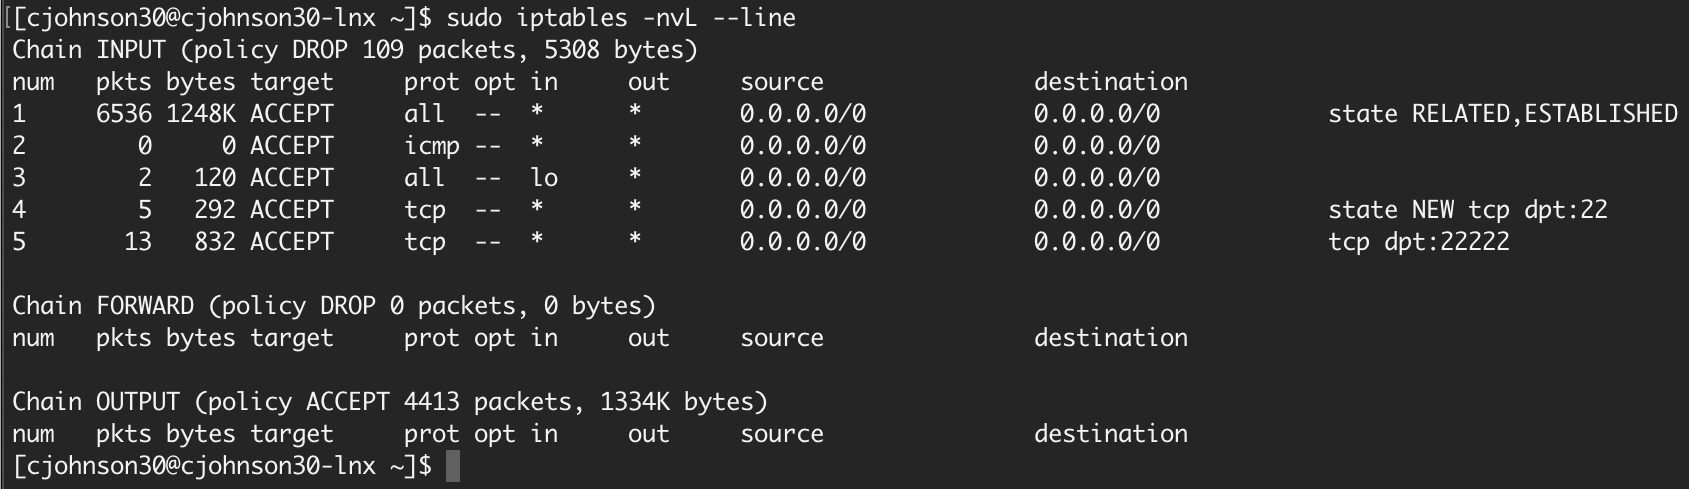 [[cjohnson30@cjohnson30-lnx ~]$ sudo iptables -nvL --line
Chain INPUT (policy DROP 109 packets, 5308 bytes)
num   pkts bytes target     prot opt in     out     source               destination
1     6536 1248K ACCEPT     all  --  *      *       0.0.0.0/0            0.0.0.0/0            state RELATED,ESTABLISHED
2        0     0 ACCEPT     icmp --  *      *       0.0.0.0/0            0.0.0.0/0
3        2   120 ACCEPT     all  --  lo     *       0.0.0.0/0            0.0.0.0/0
4        5   292 ACCEPT     tcp  --  *      *       0.0.0.0/0            0.0.0.0/0            state NEW tcp dpt:22
5       13   832 ACCEPT     tcp  --  *      *       0.0.0.0/0            0.0.0.0/0            tcp dpt:22222

Chain FORWARD (policy DROP 0 packets, 0 bytes)
num   pkts bytes target     prot opt in     out     source               destination

Chain OUTPUT (policy ACCEPT 4413 packets, 1334K bytes)
num   pkts bytes target     prot opt in     out     source               destination
[cjohnson30@cjohnson30-lnx ~]$